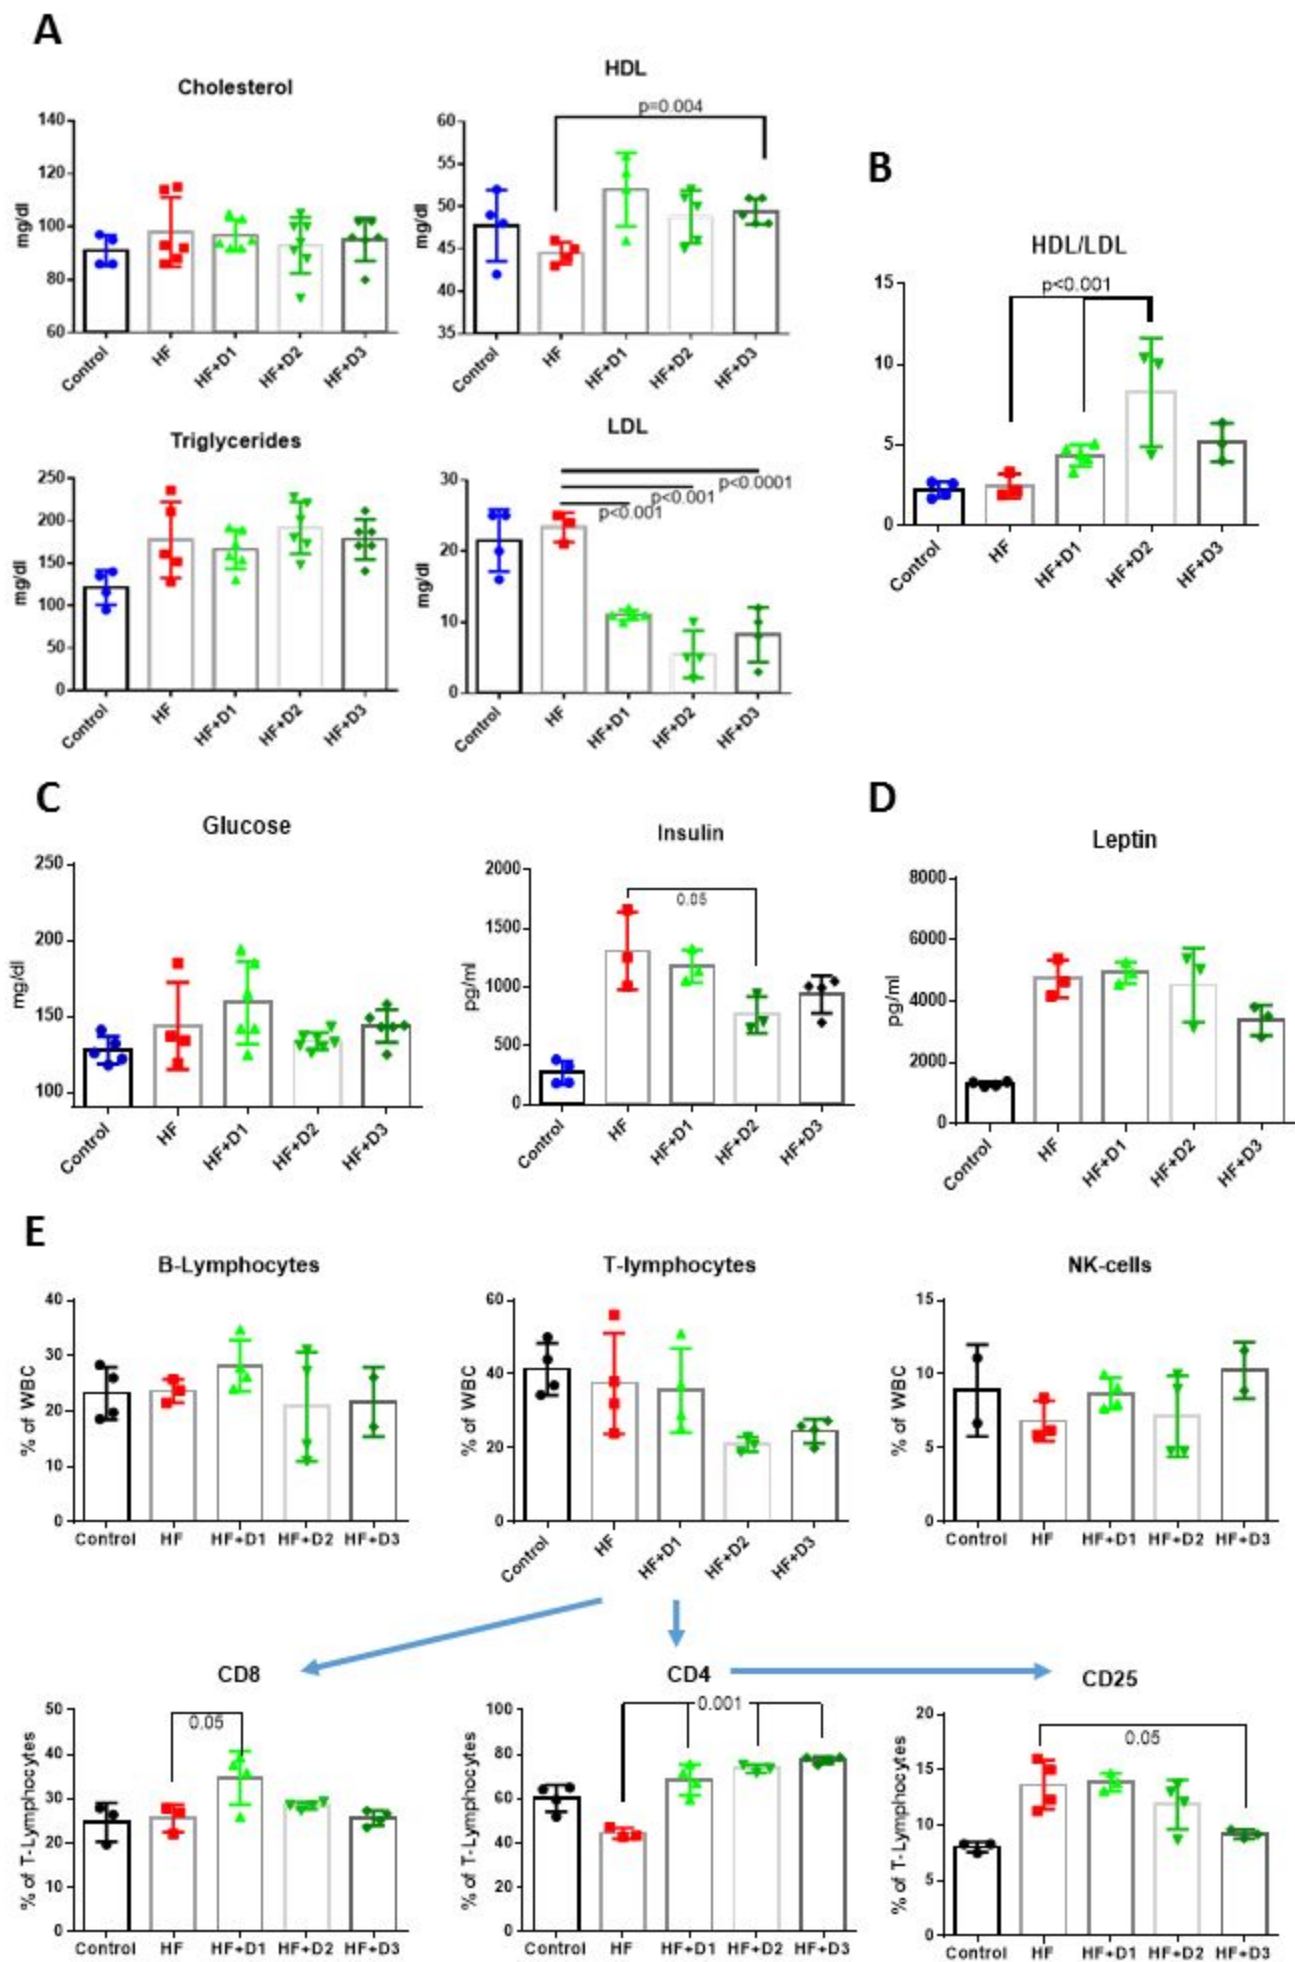 A
Cholesterol
mg/dl
140
120
100
80
60
Control
HF
HF+D1
HF+D2
HF+D3
HDL
p=0.004
mg/dl
60
55
50
45
40
35
Control
HF
HF+D1
HF+D2
HF+D3
B
HDL/LDL
p<0.001
15
10
5
0
Control
HF
HF+D1
HF+D2
HF+D3
Triglycerides
mg/dl
250
200
150
100
50
0
Control
HF
HF+D1
HF+D2
HF+D3
LDL
p<0.0001
p<0.001
p<0.001
mg/dl
30
20
10
0
Control
HF
HF+D1
HF+D2
HF+D3
C
Glucose
mg/dl
250
200
150
100
Control
HF
HF+D1
HF+D2
HF+D3
Insulin
0.05
pg/ml
2000
1500
1000
500
0
Control
HF
HF+D1
HF+D2
HF+D3
D
Leptin
pg/ml
8000
6000
4000
2000
0
Control
HF
HF+D1
HF+D2
HF+D3
E
B-Lymphocytes
% of WBC
40
30
20
10
0
Control HF HF+D1 HF+D2 HF+D3
T-lymphocytes
% of WBC
60
40
20
0
Control
HF
HF+D1
HF+D2
HF+D3
NK-cells
% of WBC
15
10
5
0
Control HF HF+D1 HF+D2 HF+D3
CD8
0.05
% of T-Lymphocytes
50
40
30
20
10
0
Control HF HF+D1 HF+D2 HF+D3
CD4
0.001
% of T-Lymphocytes
100
80
60
40
20
0
Control HF HF+D1 HF+D2 HF+D3
CD25
0.05
% of T-Lymphocytes
20
15
10
5
0
Control HF HF+D1 HF+D2 HF+D3